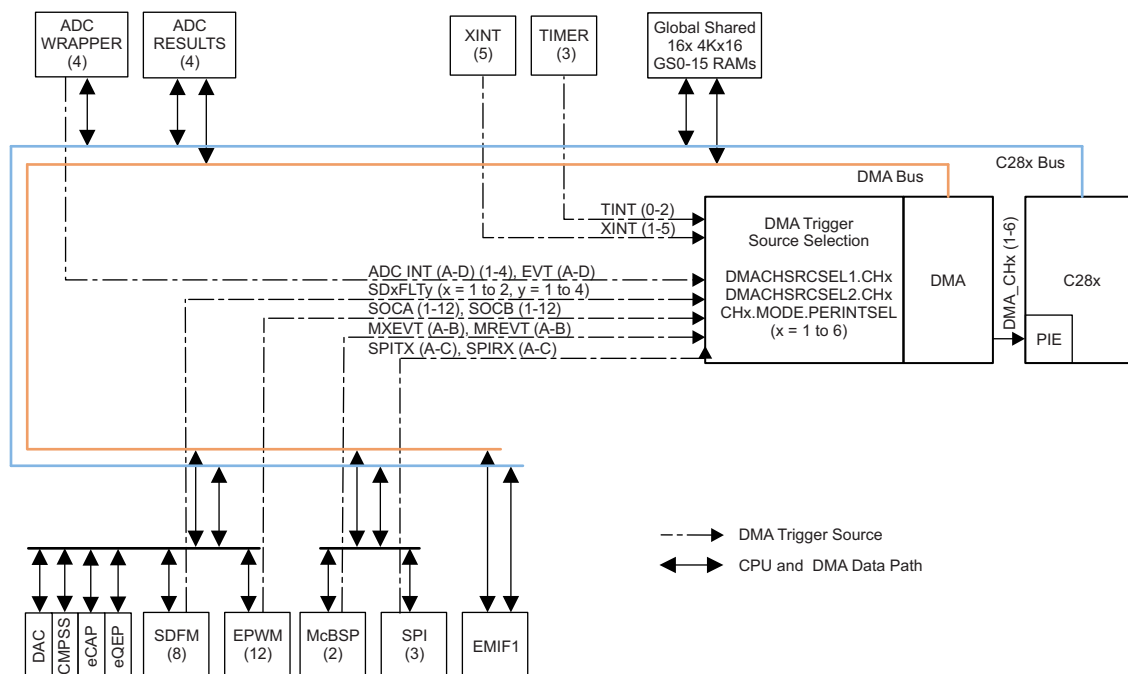 ADC
WRAPPER
(4)
ADC
RESULTS
(4)
XINT
(5)
TIMER
(3)
Global Shared
16x 4Kx16
GS0-15 RAMs
C28x Bus
DMA Bus
TINT (0-2)
XINT (1-5)
ADC INT (A-D) (1-4), EVT (A-D)
SDxFLTy (x = 1 to 2, y = 1 to 4)
SOCA (1-12), SOCB (1-12)
MXEVT (A-B), MREVT (A-B)
SPITX (A-C), SPIRX (A-C)
DMA Trigger
Source Selection
DMACHSRCSEL1.CHx
DMACHSRCSEL2.CHx
CHx.MODE.PERINTSEL
(x = 1 to 6)
DMA
DMA_CHx (1-6)
C28x
PIE
DMA Trigger Source
CPU and DMA Data Path
DAC
CMPSS
eCAP
eQEP
SDFM
(8)
EPWM
(12)
McBSP
(2)
SPI
(3)
EMIF1